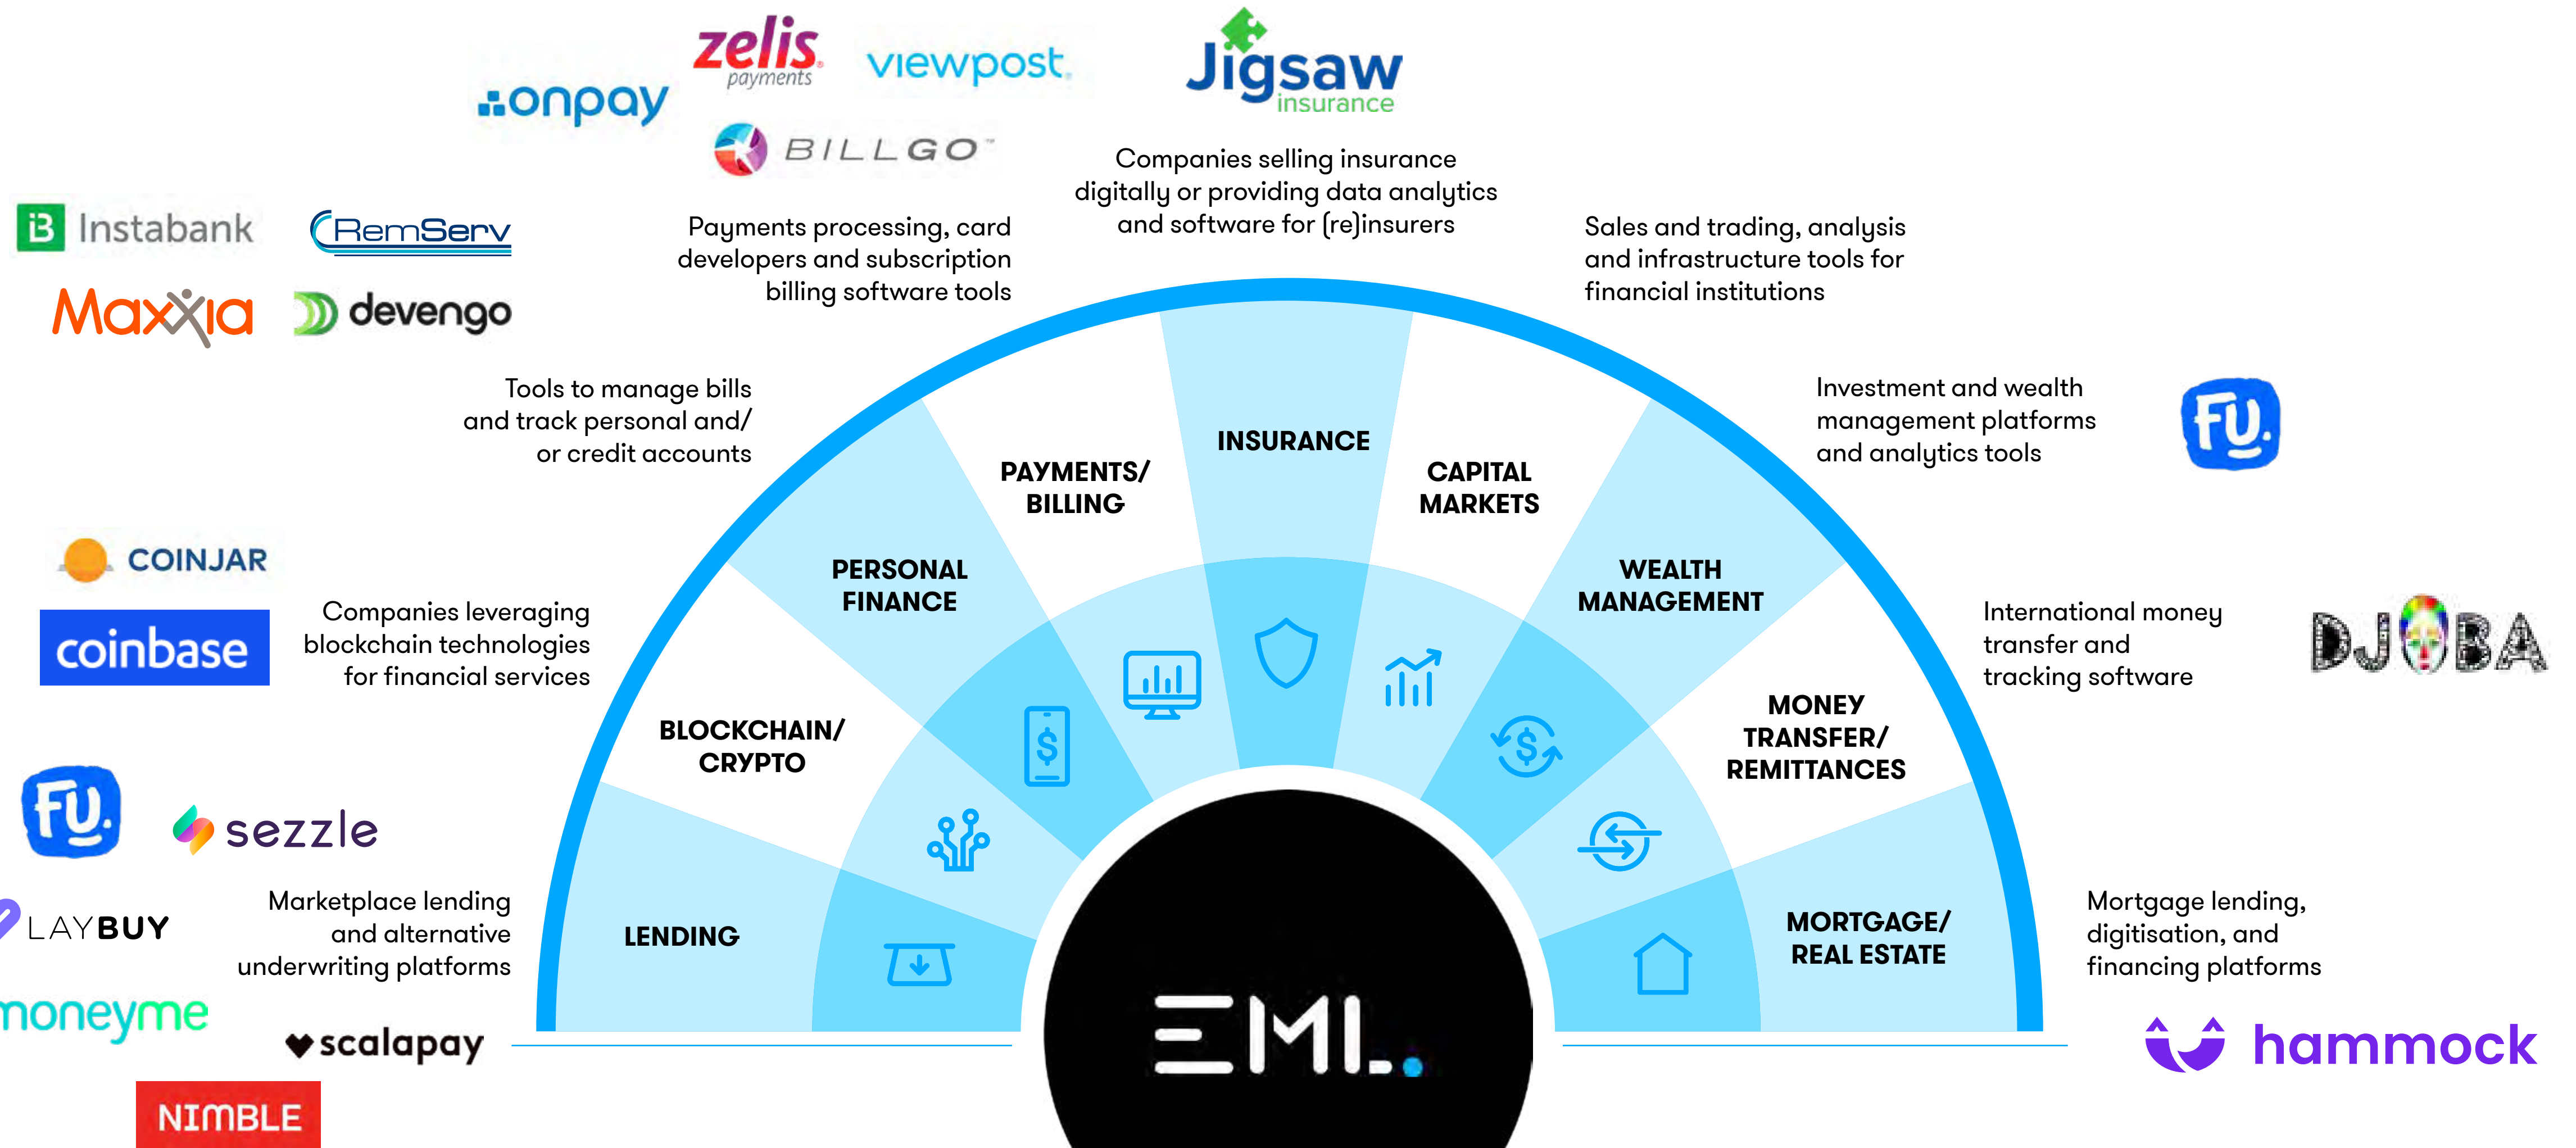 zelis
payments
viewpost
onpay
BILLGO™
Jigsaw
insurance
Companies selling insurance
digitally or providing data analytics
and software for (re)insurers
Instabank
RemServ
Maxxia
devengo
Payments processing, card
developers and subscription
billing software tools
Sales and trading, analysis
and infrastructure tools for
financial institutions
Tools to manage bills
and track personal and/
or credit accounts
Investment and wealth
management platforms
and analytics tools
FU.
COINJAR
coinbase
Companies leveraging
blockchain technologies
for financial services
International money
transfer and
tracking software
DJOBA
INSURANCE
PAYMENTS/
BILLING
CAPITAL
MARKETS
PERSONAL
FINANCE
WEALTH
MANAGEMENT
BLOCKCHAIN/
CRYPTO
MONEY
TRANSFER/
REMITTANCES
LENDING
MORTGAGE/
REAL ESTATE
$
$
FU.
sezzle
LAYBUY
Marketplace lending
and alternative
underwriting platforms
moneyme
scalapay
NIMBLE
Mortgage lending,
digitisation, and
financing platforms
hammock
EML.